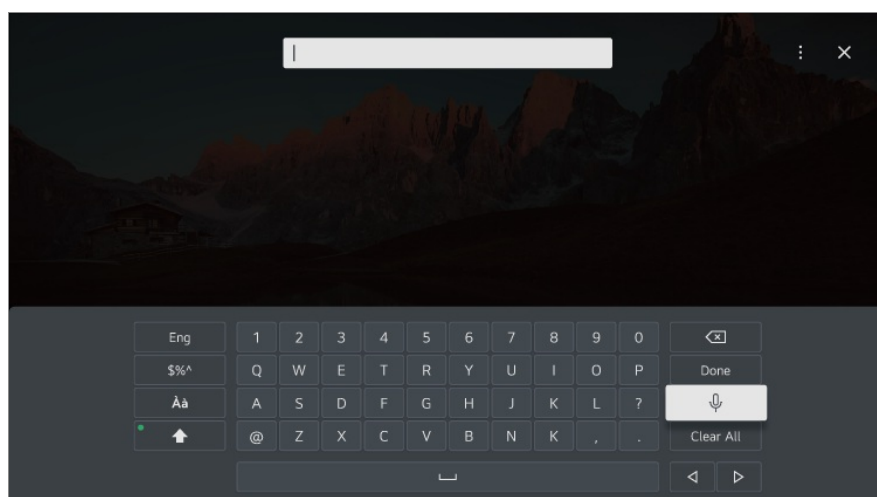 Eng 1 2 3 4 5 6 7 8 9 0
$%^ Q W E T R Y U I O P Done
Àà A S D F G H J K L ?
@ Z X C V B N K , . Clear All